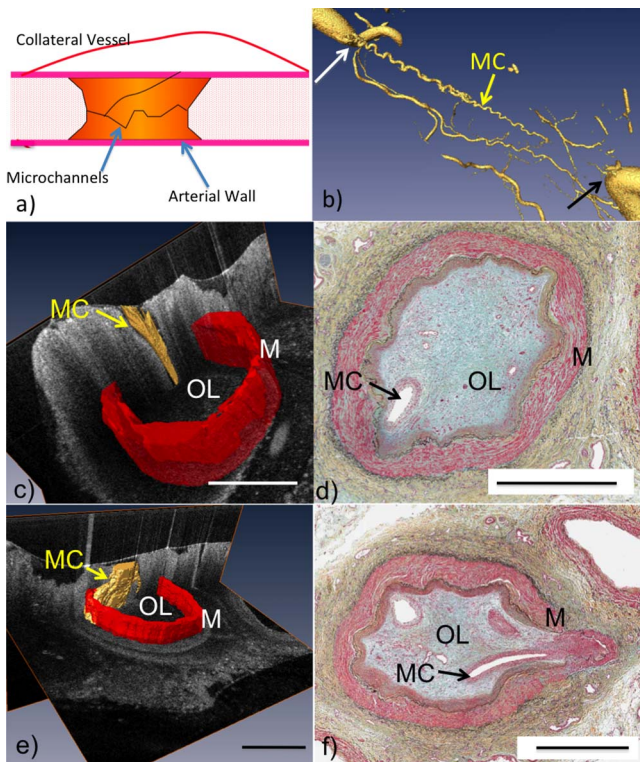 Collateral Vessel
Microchannels
Arterial Wall
a)
MC
b)
MC
M
OL
c)
M
MC
OL
d)
MC
OL
M
e)
M
OL
MC
f)